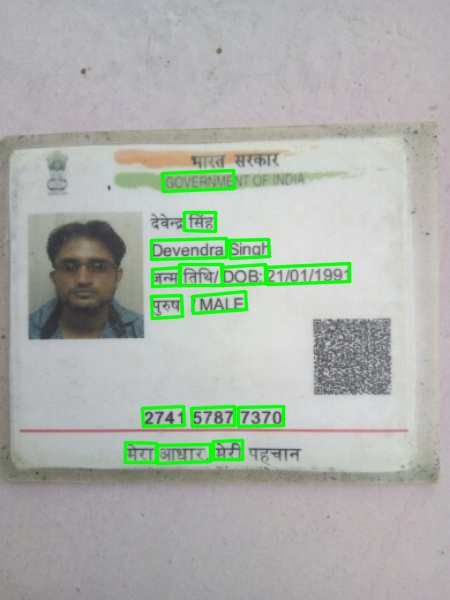 भारत सरकार
GOVERNMENT OF INDIA
देवेन्द्र सिंह
Devendra Singh
जन्म तिथि/ DOB: 21/01/1991
पुरुष / MALE
2741 5787 7370
मेरा आधार, मेरी पहचान